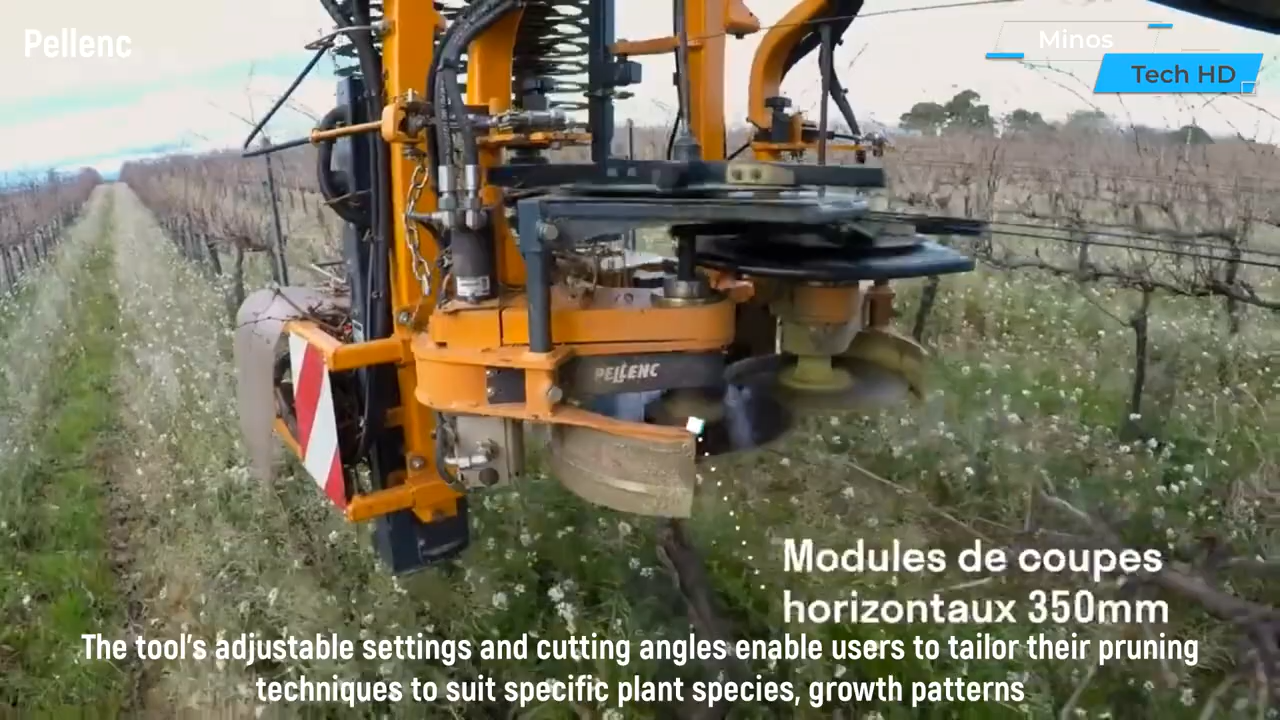 Pellenc
Minos
Tech HD
PELLENC
Modules de coupes
horizontaux 350mm
The tool's adjustable settings and cutting angles enable users to tailor their pruning
techniques to suit specific plant species, growth patterns